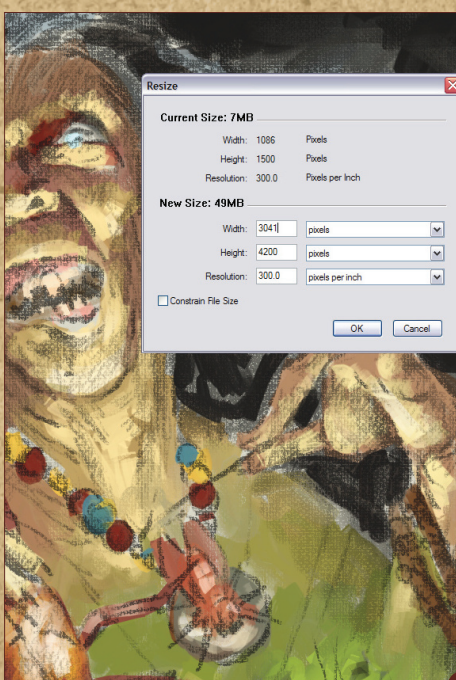 Resize
Current Size: 7MB
Width: 1086 Pixels
Height: 1500 Pixels
Resolution: 300.0 Pixels per Inch
New Size: 49MB
Width: 3041 pixels
Height: 4200 pixels
Resolution: 300.0 pixels per inch
Constrain File Size
OK Cancel